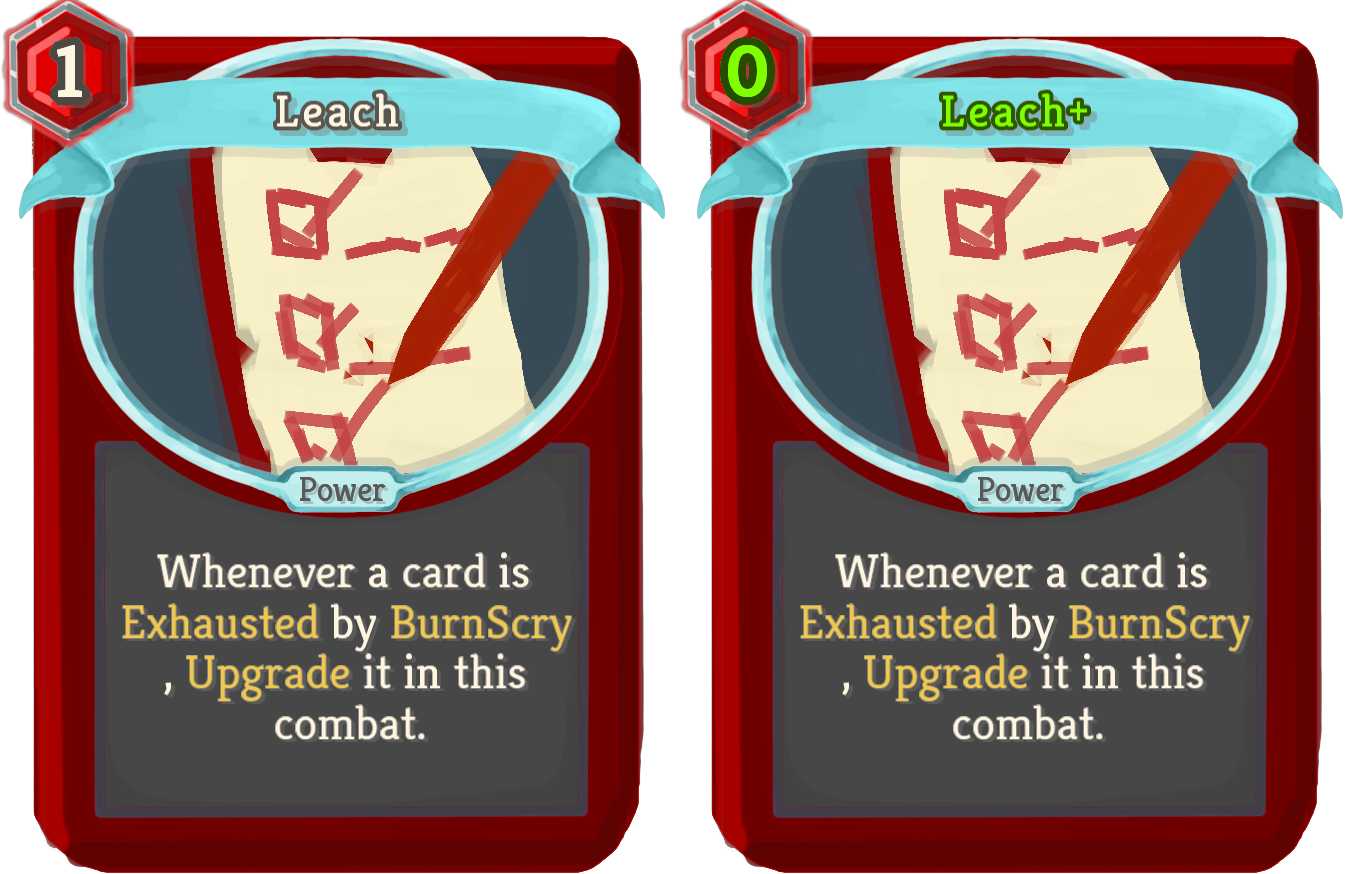 1
Leach
Power
Whenever a card is
Exhausted by BurnScry
, Upgrade it in this
combat.
0
Leach+
Power
Whenever a card is
Exhausted by BurnScry
, Upgrade it in this
combat.